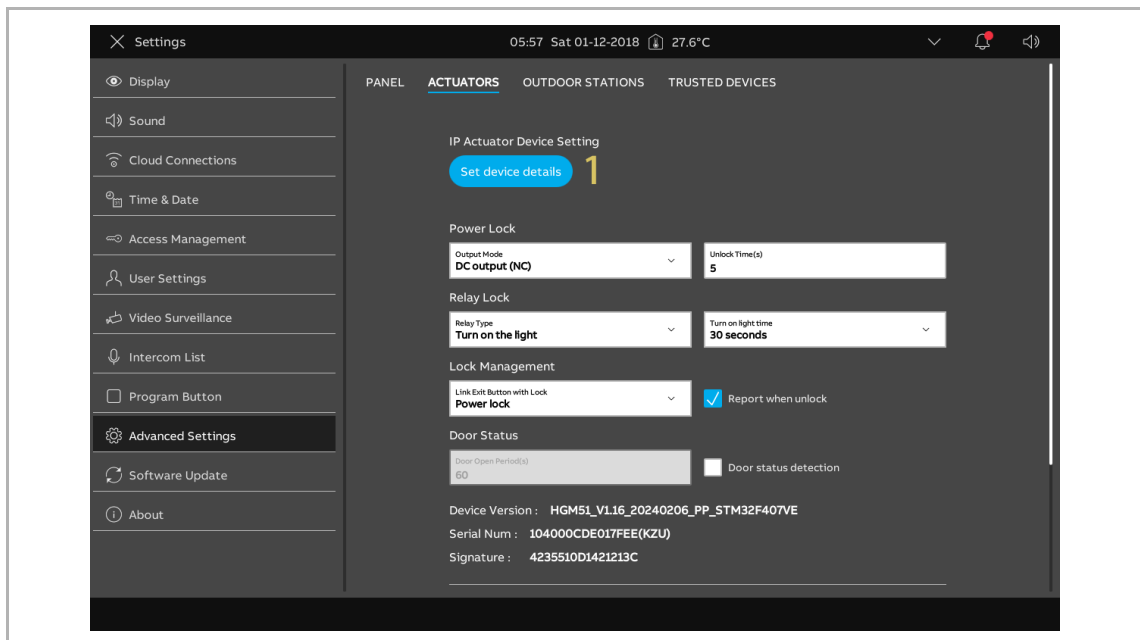 Settings
05:57 Sat 01-12-2018 27.6°C
Display
Sound
Cloud Connections
Time & Date
Access Management
User Settings
Video Surveillance
Intercom List
Program Button
Advanced Settings
Software Update
About
PANEL ACTUATORS OUTDOOR STATIONS TRUSTED DEVICES
IP Actuator Device Setting
Set device details 1
Power Lock
Output Mode
DC output (NC)
Unlock Time(s)
5
Relay Lock
Relay Type
Turn on the light
Turn on light time
30 seconds
Lock Management
Link Exit Button with Lock
Power lock
Report when unlock
Door Status
Door Open Period(s)
60
Door status detection
Device Version : HGM51_V1.16_20240206_PP_STM32F407VE
Serial Num : 104000CDE017FEE(KZU)
Signature : 4235510D1421213C